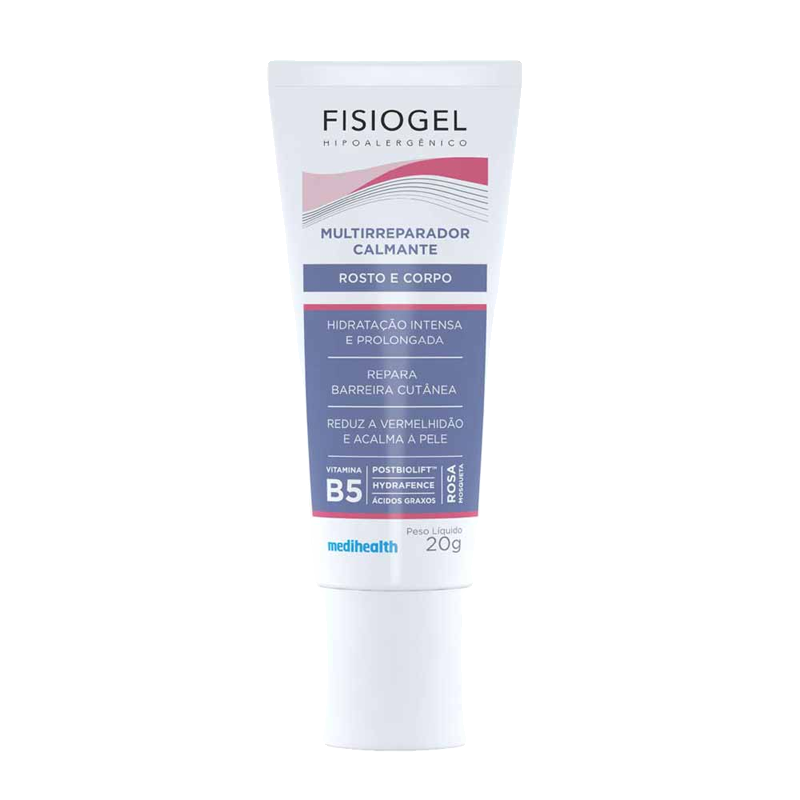 FISIOGEL
HIPOALERGÊNICO
MULTIRREPARADOR
CALMANTE
ROSTO E CORPO
HIDRATAÇÃO INTENSA
E PROLONGADA
REPARA
BARREIRA CUTÂNEA
REDUZ A VERMELHIDÃO
E ACALMA A PELE
VITAMINA
B5
POSTBIOLIFT™
HYDRAFENCE
ÁCIDOS GRAXOS
ROSA
MOSQUETA
medihealth
Peso Líquido
20g